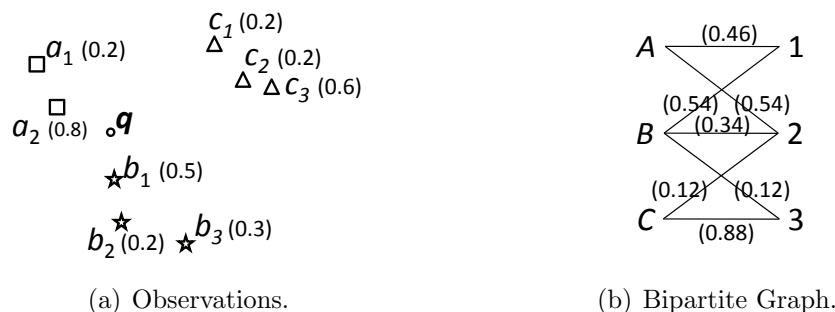 c1 (0.2)
a1 (0.2)
c2 (0.2)
c3 (0.6)
a2 (0.8)
q
b1 (0.5)
b2 (0.2)
b3 (0.3)
(a) Observations.
A (0.46) 1
(0.54) (0.54)
B (0.34) 2
(0.12) (0.12)
C (0.88) 3
(b) Bipartite Graph.